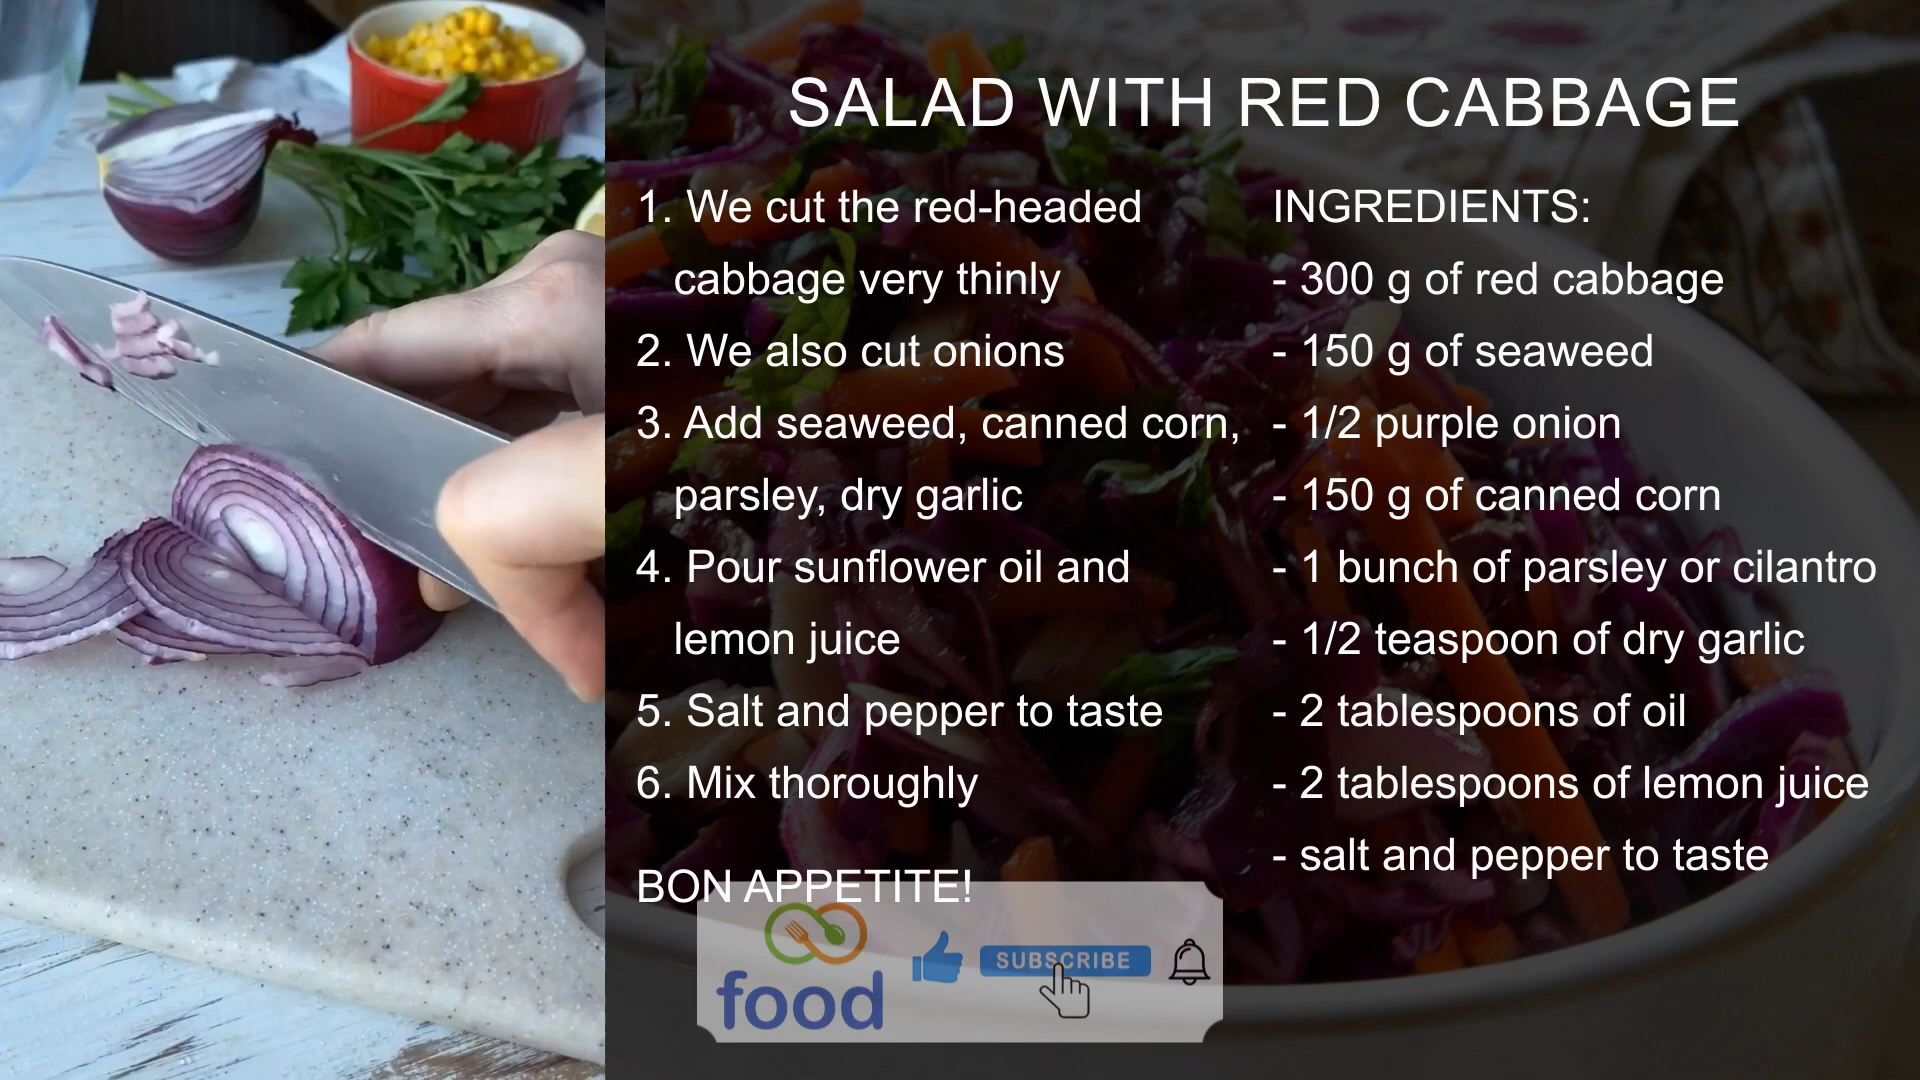 SALAD WITH RED CABBAGE
1. We cut the red-headed
cabbage very thinly
2. We also cut onions
3. Add seaweed, canned corn,
parsley, dry garlic
4. Pour sunflower oil and
lemon juice
5. Salt and pepper to taste
6. Mix thoroughly
BON APPETITE!
INGREDIENTS:
- 300 g of red cabbage
- 150 g of seaweed
- 1/2 purple onion
- 150 g of canned corn
- 1 bunch of parsley or cilantro
- 1/2 teaspoon of dry garlic
- 2 tablespoons of oil
- 2 tablespoons of lemon juice
- salt and pepper to taste
food
SUBSCRIBE